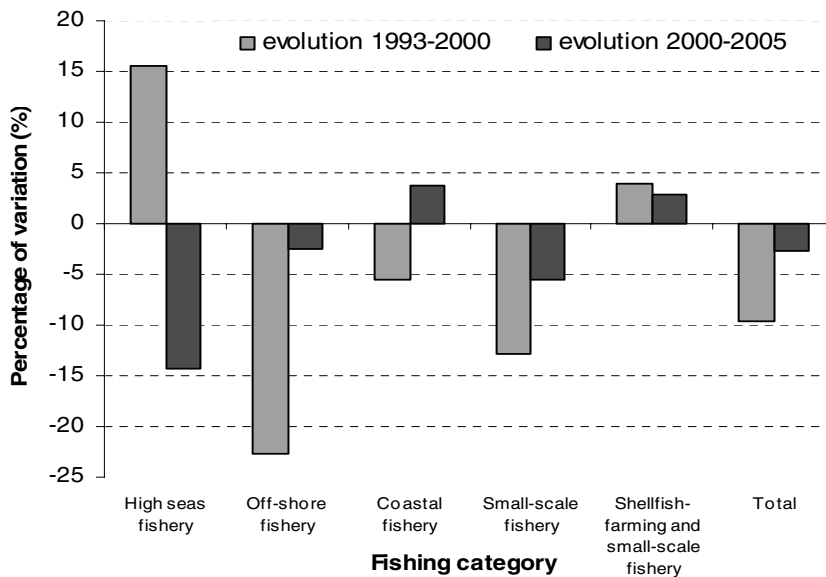 evolution 1993-2000 evolution 2000-2005
Percentage of variation (%)
20
15
10
5
0
-5
-10
-15
-20
-25
High seas
fishery
Off-shore
fishery
Coastal
fishery
Small-scale
fishery
Shellfish-
farming and
small-scale
fishery
Total
Fishing category